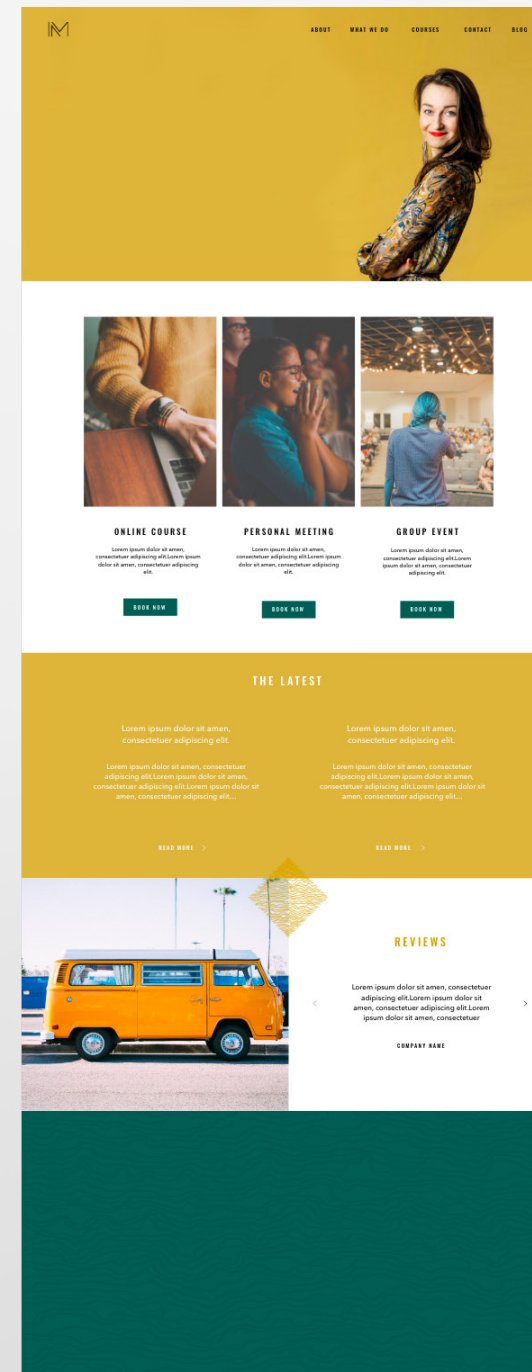 M
ABOUT WHAT WE DO COURSES CONTACT BLOG
ONLINE COURSE
Lorem ipsum dolor sit amen,
consectetuer adipiscing elit.Lorem ipsum
dolor sit amen, consectetuer adipiscing
elit.
BOOK NOW
PERSONAL MEETING
Lorem ipsum dolor sit amen,
consectetuer adipiscing elit.Lorem ipsum
dolor sit amen, consectetuer adipiscing
elit.
BOOK NOW
GROUP EVENT
Lorem ipsum dolor sit amen,
consectetuer adipiscing elit.Lorem
ipsum dolor sit amen, consectetuer
adipiscing elit.
BOOK NOW
THE LATEST
Lorem ipsum dolor sit amen,
consectetuer adipiscing elit.
Lorem ipsum dolor sit amen, consectetuer
adipiscing elit.Lorem ipsum dolor sit amen,
consectetuer adipiscing elit.Lorem ipsum dolor sit
amen, consectetuer adipiscing elit...
READ MORE
Lorem ipsum dolor sit amen,
consectetuer adipiscing elit.
Lorem ipsum dolor sit amen, consectetuer
adipiscing elit.Lorem ipsum dolor sit amen,
consectetuer adipiscing elit.Lorem ipsum dolor sit
amen, consectetuer adipiscing elit...
READ MORE
REVIEWS
Lorem ipsum dolor sit amen, consectetuer
adipiscing elit.Lorem ipsum dolor sit
amen, consectetuer adipiscing elit.Lorem
ipsum dolor sit amen, consectetuer
COMPANY NAME